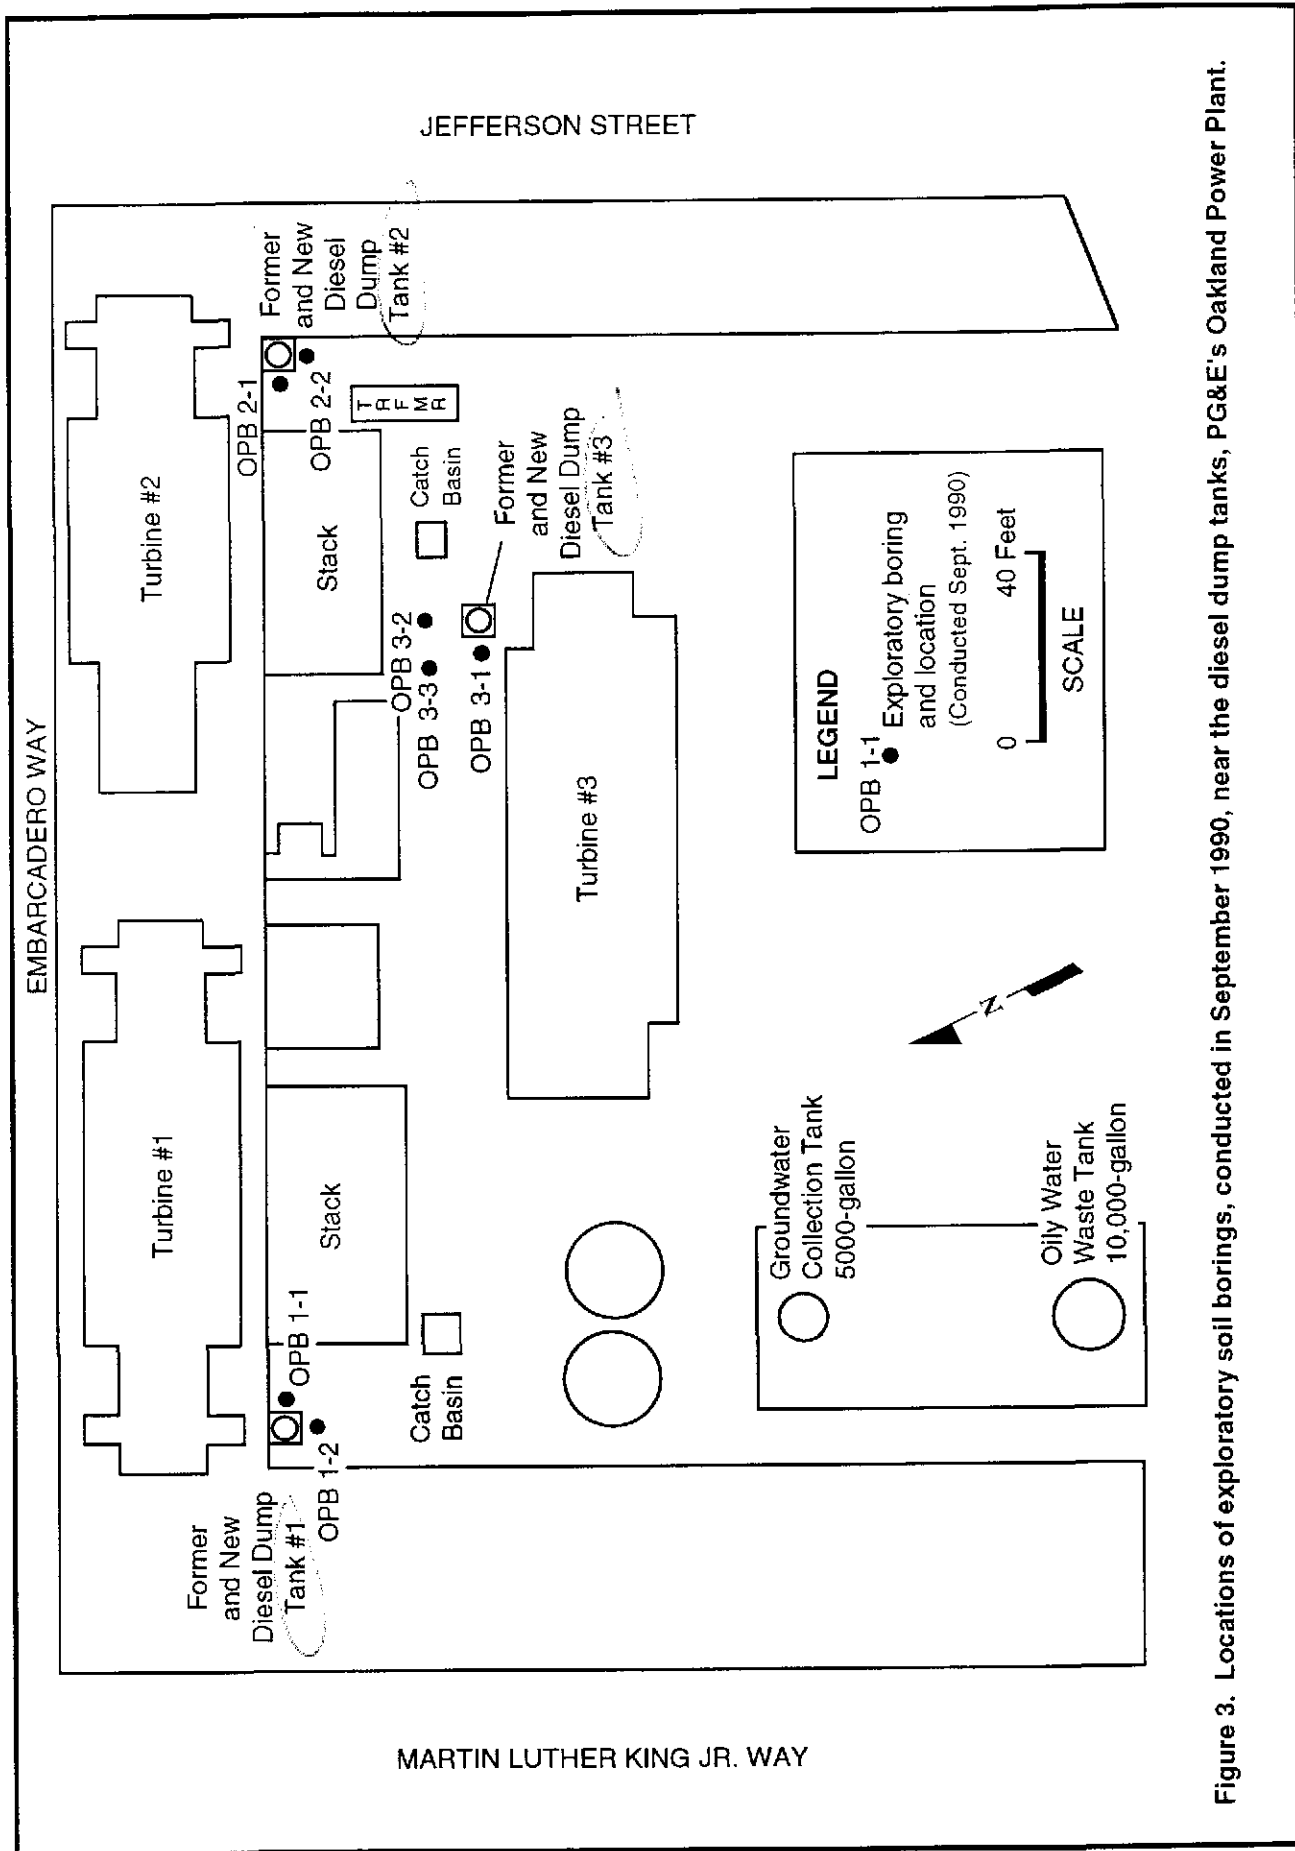 EMBARCADERO WAY
JEFFERSON STREET
MARTIN LUTHER KING JR. WAY
Turbine #1
Turbine #2
Former
and New
Diesel Dump
Tank #1
OPB 1-1
OPB 1-2
Stack
Catch
Basin
OPB 2-1
OPB 2-2
Former
and New
Diesel
Dump
Tank #2
Stack
TRFMR
Catch
Basin
OPB 3-2
OPB 3-3
OPB 3-1
Former
and New
Diesel Dump
Tank #3
Turbine #3
Groundwater
Collection Tank
5000-gallon
Oily Water
Waste Tank
10,000-gallon
N
LEGEND
OPB 1-1
Exploratory boring
and location
(Conducted Sept. 1990)
0 40 Feet
SCALE
Figure 3. Locations of exploratory soil borings, conducted in September 1990, near the diesel dump tanks, PG&E's Oakland Power Plant.